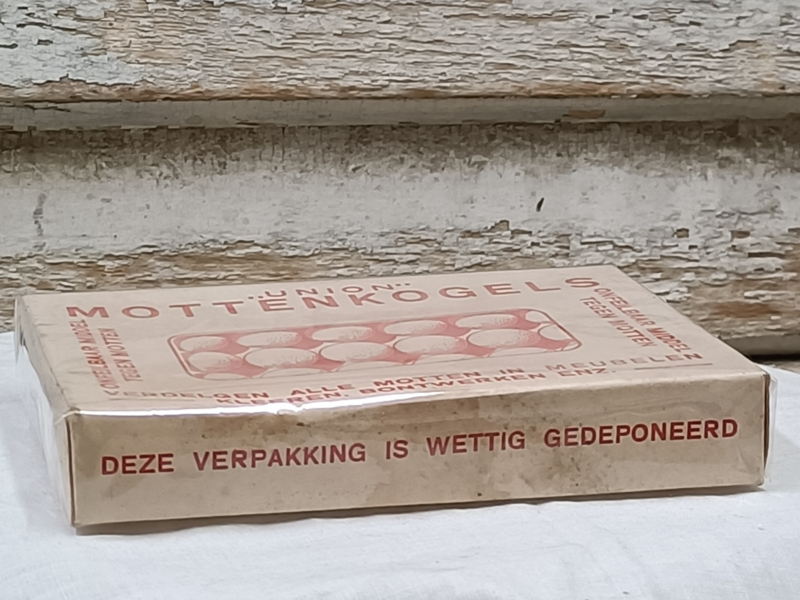 „UNION"
MOTTENKOGELS
ONFEILBAAR MIDDEL
TEGEN MOTTEN
ONFEILBAAR MIDDEL
TEGEN MOTTEN
VERDELGEN ALLE MOTTEN IN MEUBELEN
KLEEREN, BONTWERKEN ENZ.
DEZE VERPAKKING IS WETTIG GEDEPONEERD